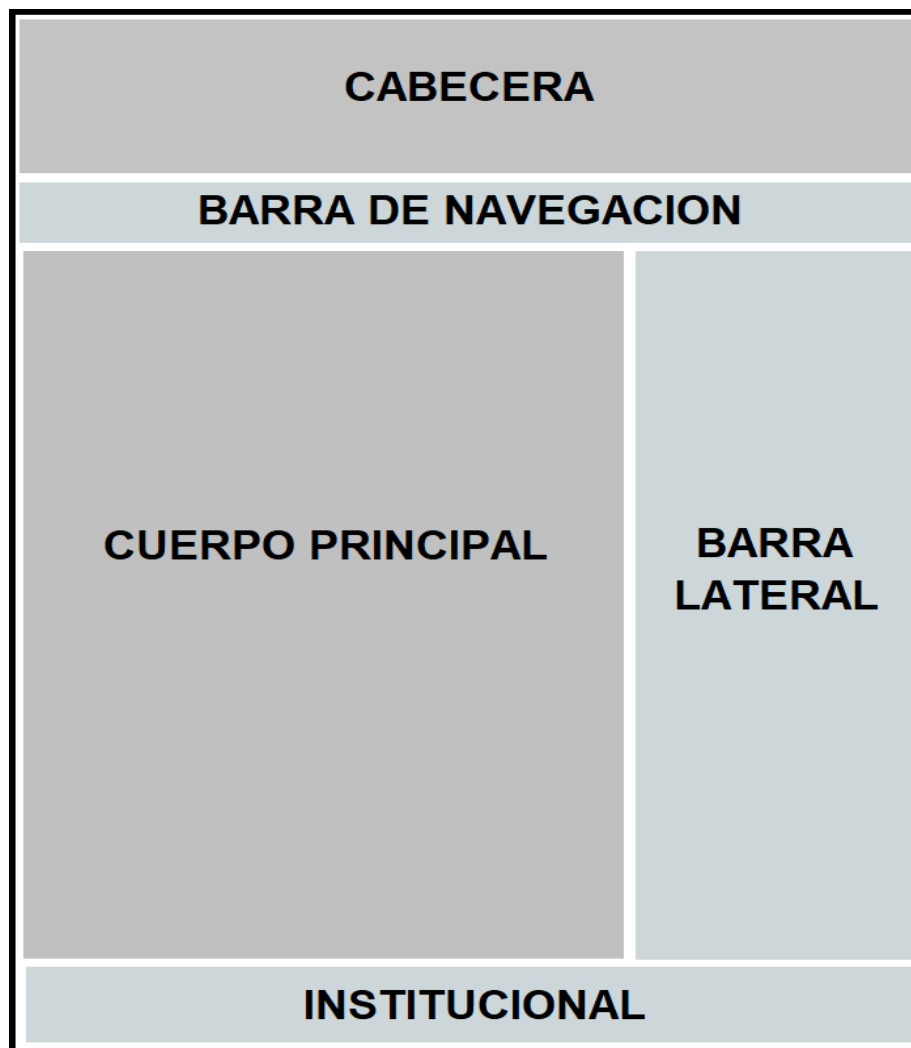 CABECERA
BARRA DE NAVEGACION
CUERPO PRINCIPAL
BARRA
LATERAL
INSTITUCIONAL